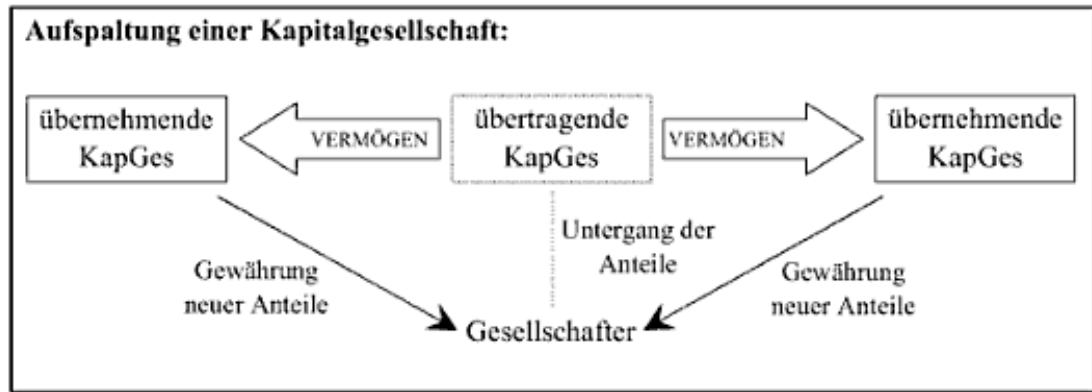 Aufspaltung einer Kapitalgesellschaft:
übernehmende
KapGes
VERMÖGEN
übertragende
KapGes
VERMÖGEN
übernehmende
KapGes
Gewährung
neuer Anteile
Untergang der
Anteile
Gewährung
neuer Anteile
Gesellschafter